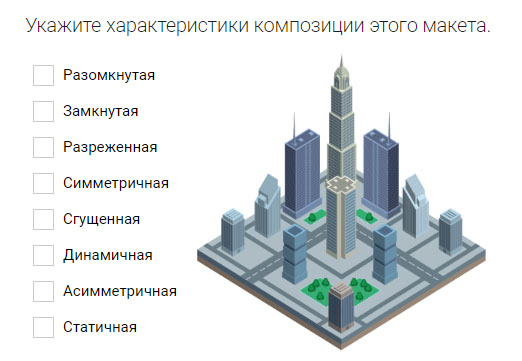 Укажите характеристики композиции этого макета.
Разомкнутая
Замкнутая
Разреженная
Симметричная
Сгущенная
Динамичная
Асимметричная
Статичная